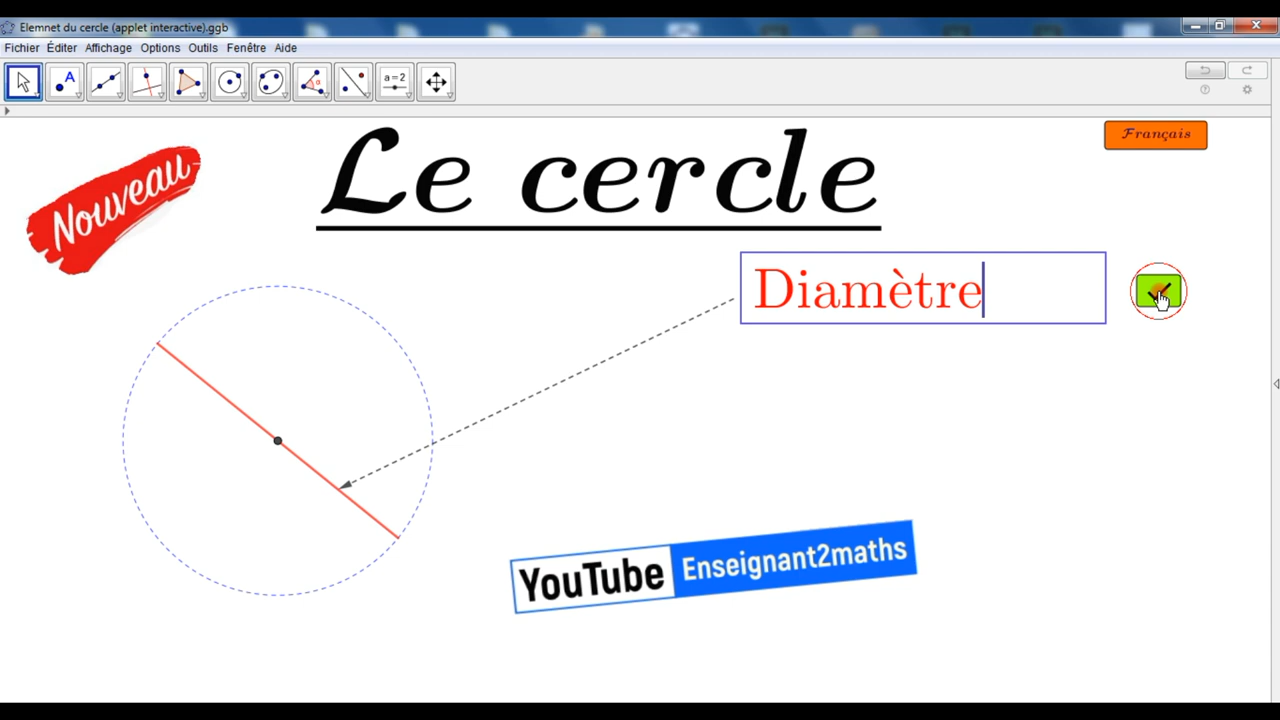 Elemnet du cercle (applet interactive).ggb
Fichier Éditer Affichage Options Outils Fenêtre Aide
A
α
a=2
Français
Nouveau
Le cercle
Diamètre
YouTube Enseignant2maths